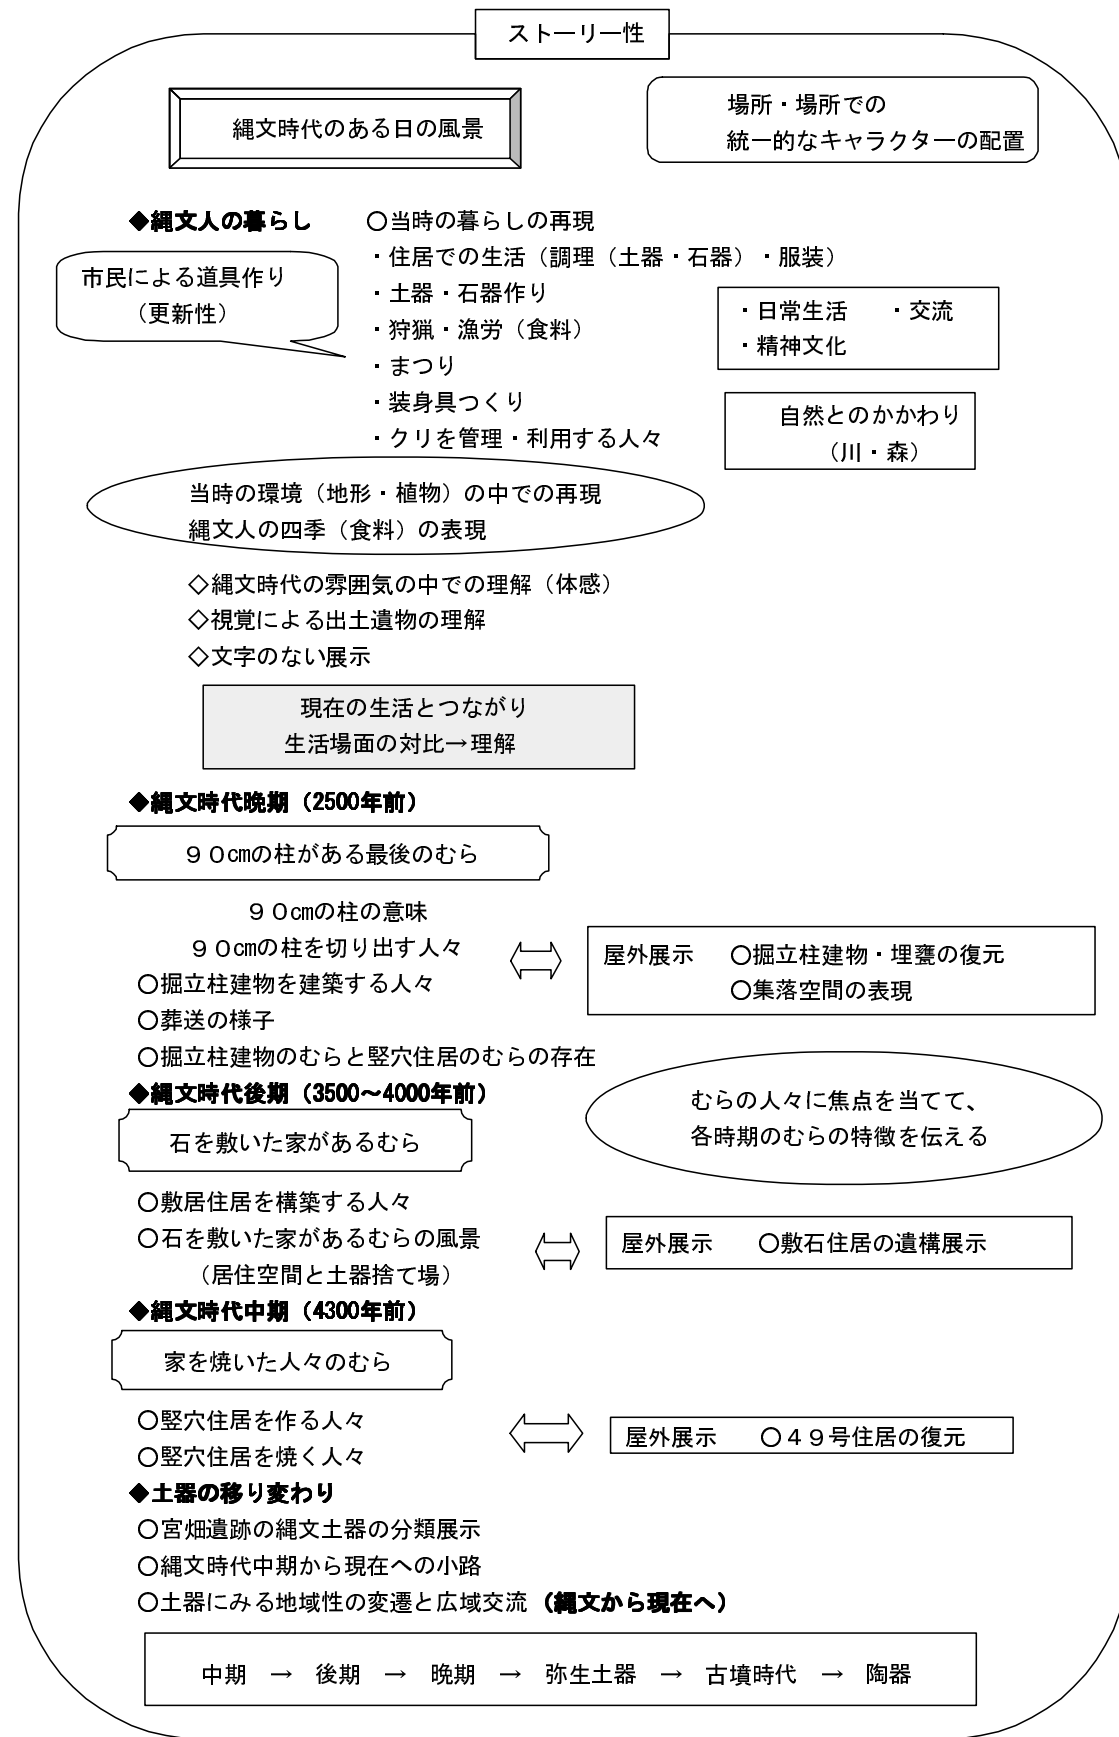 ストーリー性
縄文時代のある日の風景
場所・場所での
統一的なキャラクターの配置
◆縄文人の暮らし　○当時の暮らしの再現
・住居での生活（調理（土器・石器）・服装）
市民による道具作り
（更新性）
・土器・石器作り
・狩猟・漁労（食料）
・まつり
・装身具つくり
・クリを管理・利用する人々
・日常生活　・交流
・精神文化
自然とのかかわり
（川・森）
当時の環境（地形・植物）の中での再現
縄文人の四季（食料）の表現
◇縄文時代の雰囲気の中での理解（体感）
◇視覚による出土遺物の理解
◇文字のない展示
現在の生活とつながり
生活場面の対比→理解
◆縄文時代晩期（2500年前）
９０㎝の柱がある最後のむら
９０㎝の柱の意味
９０㎝の柱を切り出す人々
○掘立柱建物を建築する人々
○葬送の様子
○掘立柱建物のむらと竪穴住居のむらの存在
屋外展示　○掘立柱建物・埋甕の復元
○集落空間の表現
◆縄文時代後期（3500～4000年前）
石を敷いた家があるむら
むらの人々に焦点を当てて、
各時期のむらの特徴を伝える
○敷居住居を構築する人々
○石を敷いた家があるむらの風景
（居住空間と土器捨て場）
屋外展示　○敷石住居の遺構展示
◆縄文時代中期（4300年前）
家を焼いた人々のむら
○竪穴住居を作る人々
○竪穴住居を焼く人々
屋外展示　○４９号住居の復元
◆土器の移り変わり
○宮畑遺跡の縄文土器の分類展示
○縄文時代中期から現在への小路
○土器にみる地域性の変遷と広域交流（縄文から現在へ）
中期　→　後期　→　晩期　→　弥生土器　→　古墳時代　→　陶器